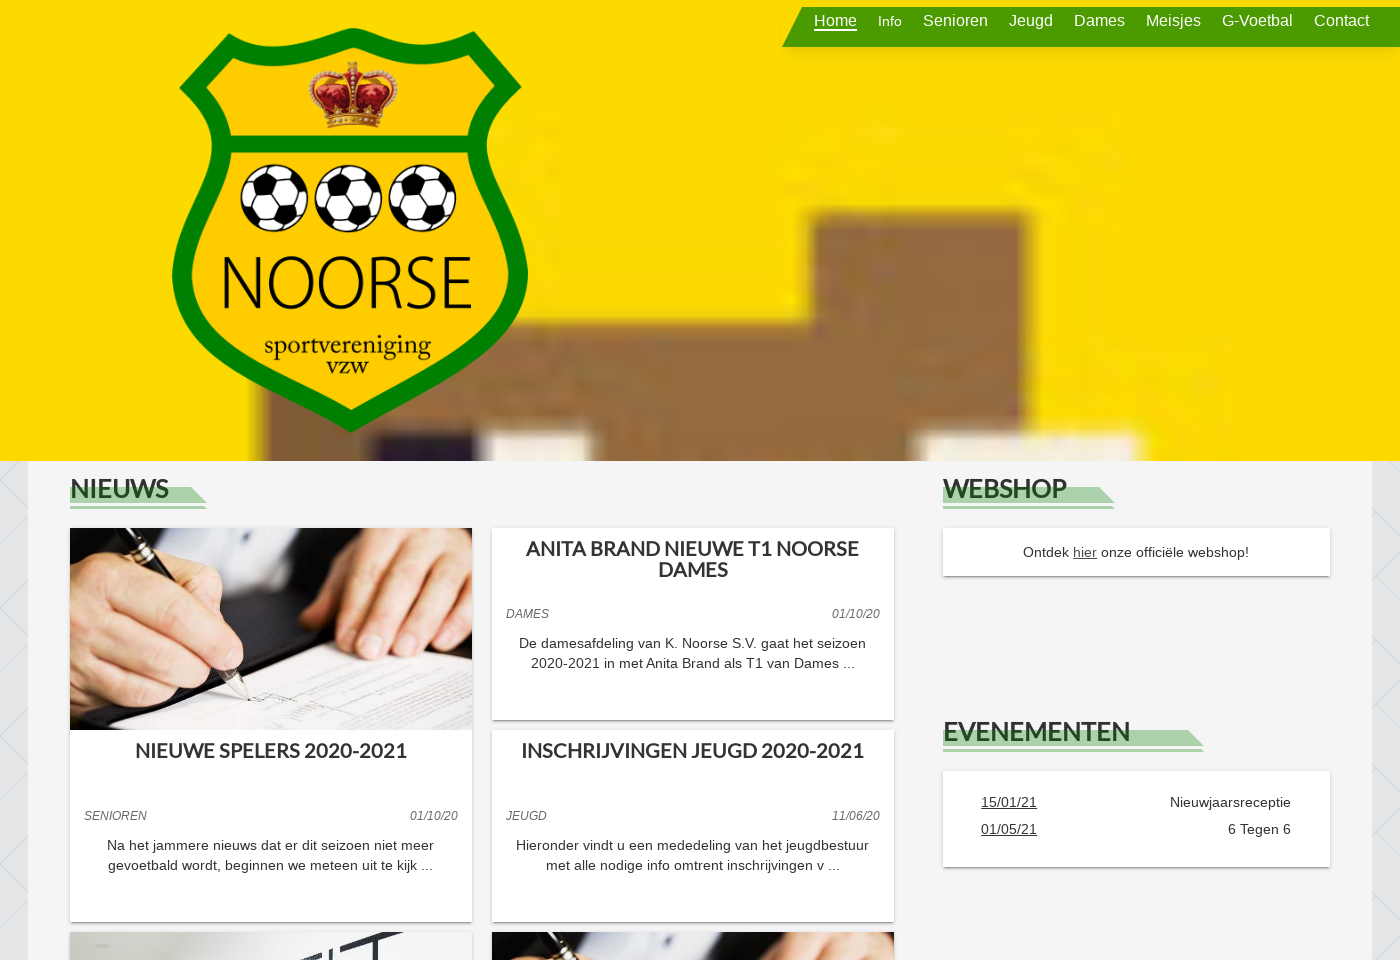 Home Info Senioren Jeugd Dames Meisjes G-Voetbal Contact
NOORSE
sportvereniging
vzw
NIEUWS
NIEUWE SPELERS 2020-2021
SENIOREN 01/10/20
Na het jammere nieuws dat er dit seizoen niet meer
gevoetbald wordt, beginnen we meteen uit te kijk ...
ANITA BRAND NIEUWE T1 NOORSE
DAMES
DAMES 01/10/20
De damesafdeling van K. Noorse S.V. gaat het seizoen
2020-2021 in met Anita Brand als T1 van Dames ...
INSCHRIJVINGEN JEUGD 2020-2021
JEUGD 11/06/20
Hieronder vindt u een mededeling van het jeugdbestuur
met alle nodige info omtrent inschrijvingen v ...
WEBSHOP
Ontdek hier onze officiële webshop!
EVENEMENTEN
15/01/21 Nieuwjaarsreceptie
01/05/21 6 Tegen 6